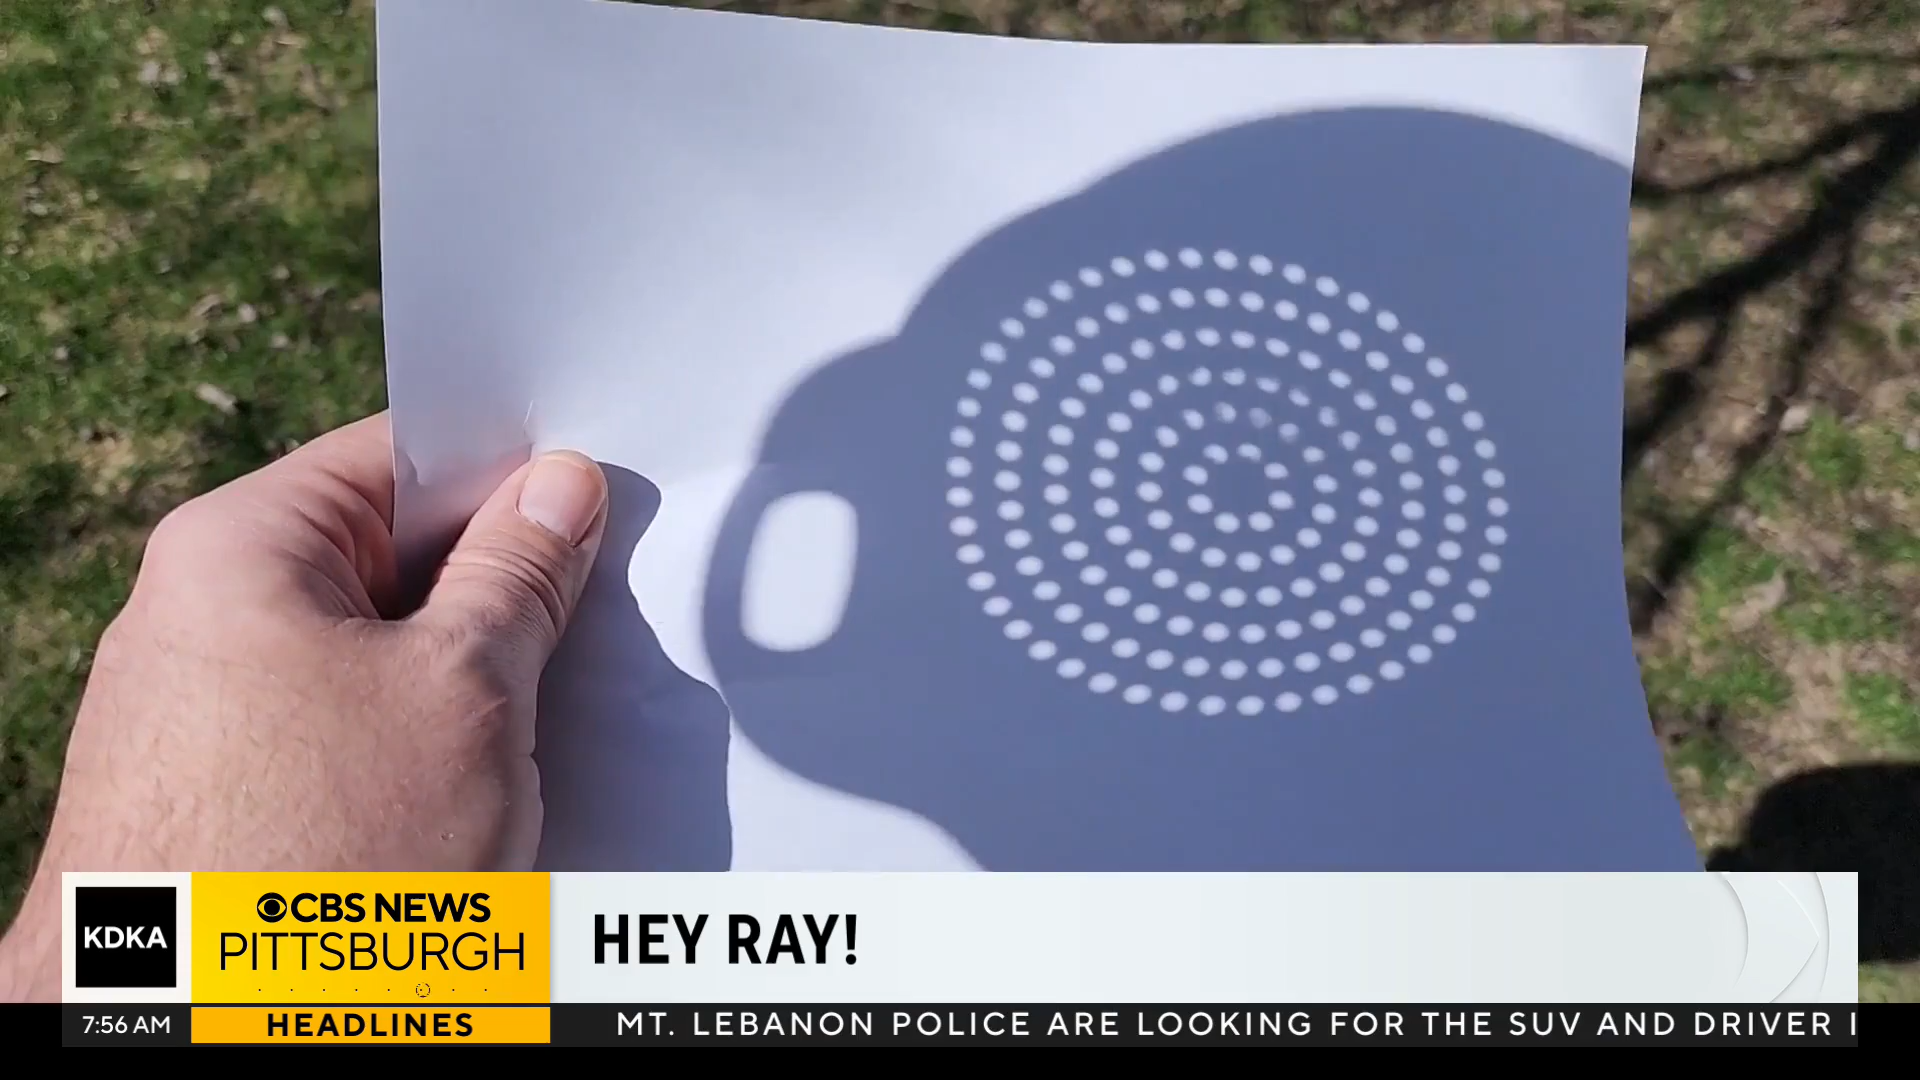 KDKA
CBS NEWS
PITTSBURGH
HEY RAY!
7:56 AM
HEADLINES
MT. LEBANON POLICE ARE LOOKING FOR THE SUV AND DRIVER I